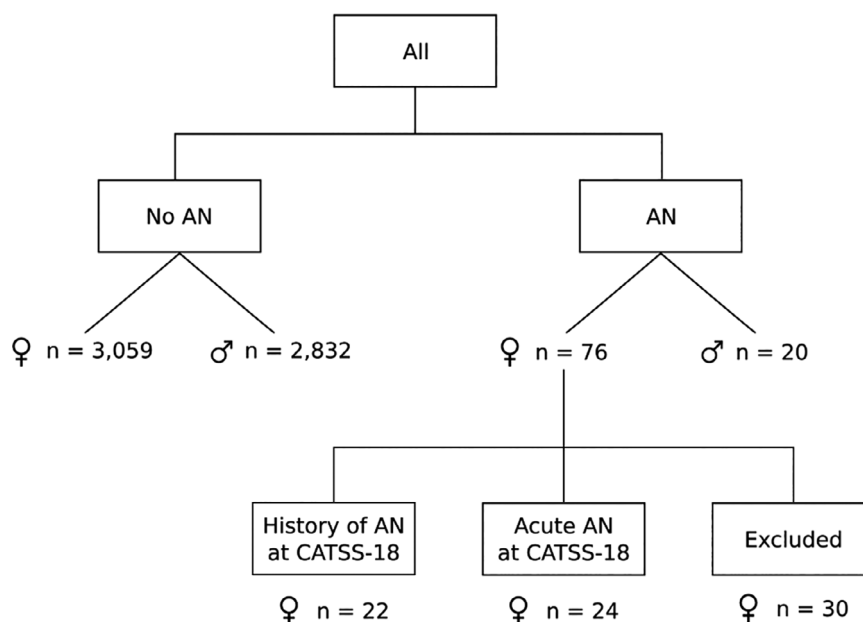 All
No AN
AN
♀ n = 3,059
♂ n = 2,832
♀ n = 76
♂ n = 20
History of AN
at CATSS-18
Acute AN
at CATSS-18
Excluded
♀ n = 22
♀ n = 24
♀ n = 30